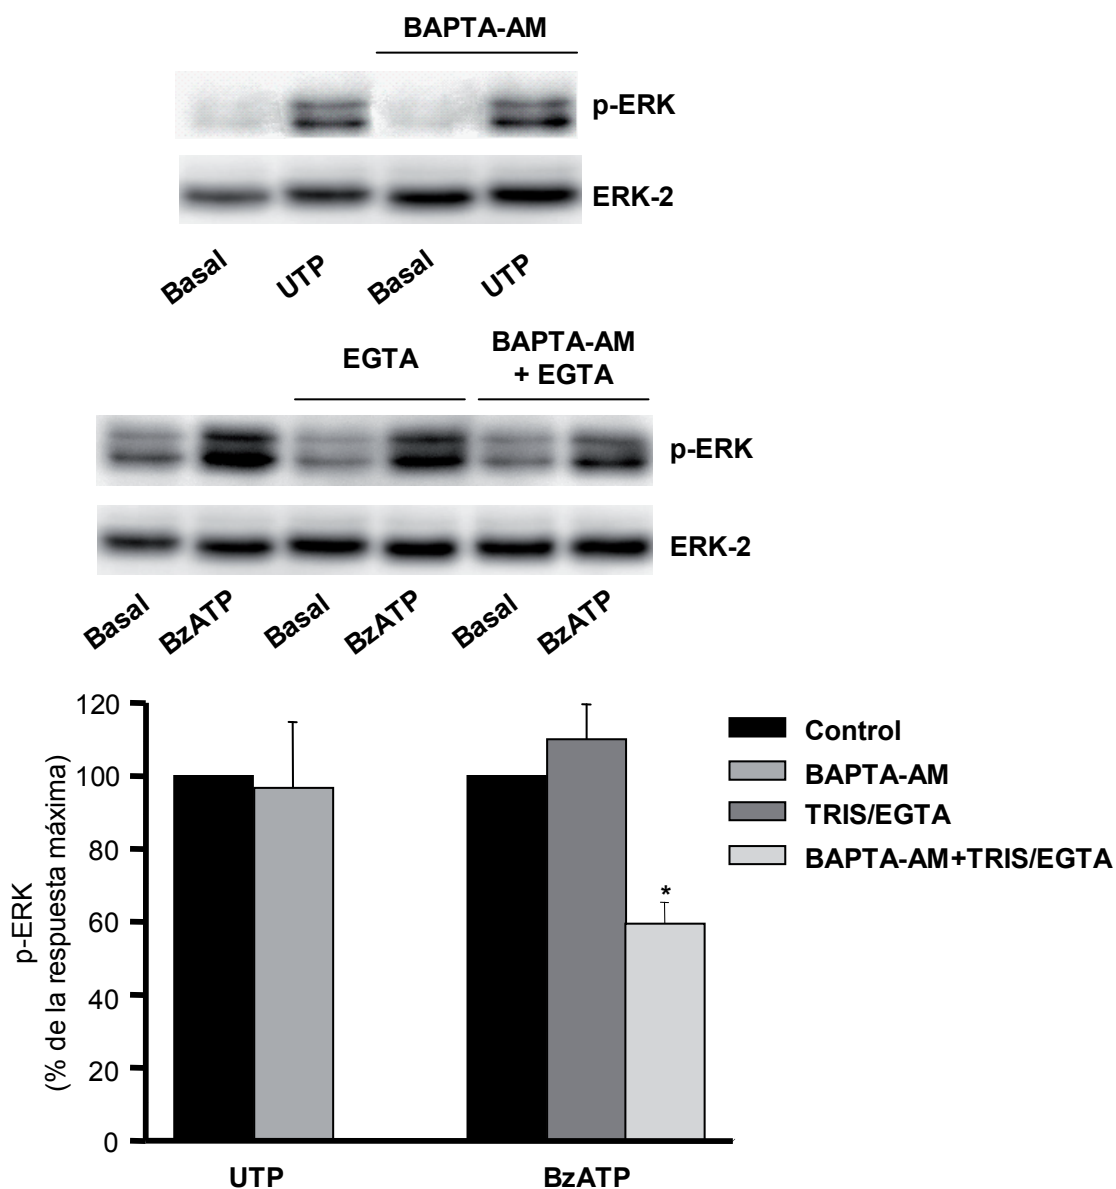 BAPTA-AM
p-ERK
ERK-2
Basal UTP Basal UTP
EGTA
BAPTA-AM
+ EGTA
p-ERK
ERK-2
Basal BzATP Basal BzATP Basal BzATP
p-ERK
(% de la respuesta máxima)
120
100
80
60
40
20
0
*
Control
BAPTA-AM
TRIS/EGTA
BAPTA-AM+TRIS/EGTA
UTP BzATP